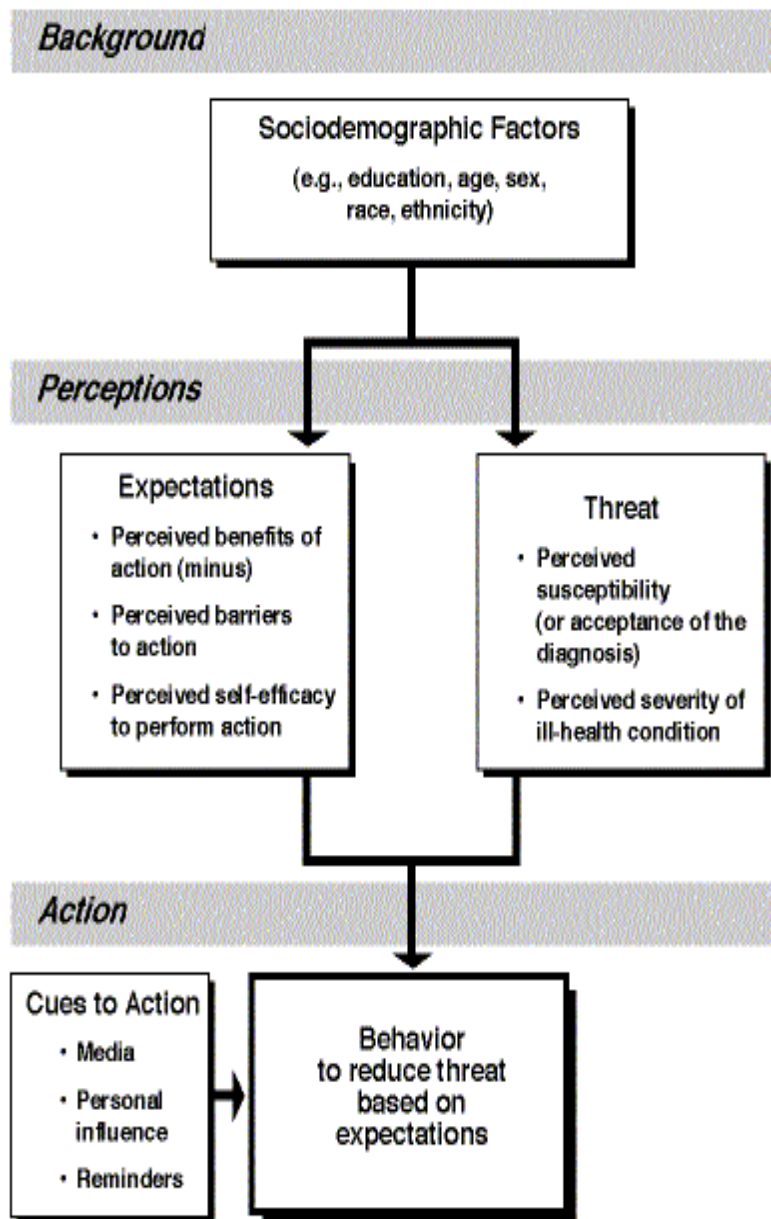 Background
Sociodemographic Factors
(e.g., education, age, sex,
race, ethnicity)
Perceptions
Expectations
• Perceived benefits of
action (minus)
• Perceived barriers
to action
• Perceived self-efficacy
to perform action
Threat
• Perceived
susceptibility
(or acceptance of the
diagnosis)
• Perceived severity of
ill-health condition
Action
Cues to Action
• Media
• Personal
influence
• Reminders
Behavior
to reduce threat
based on
expectations